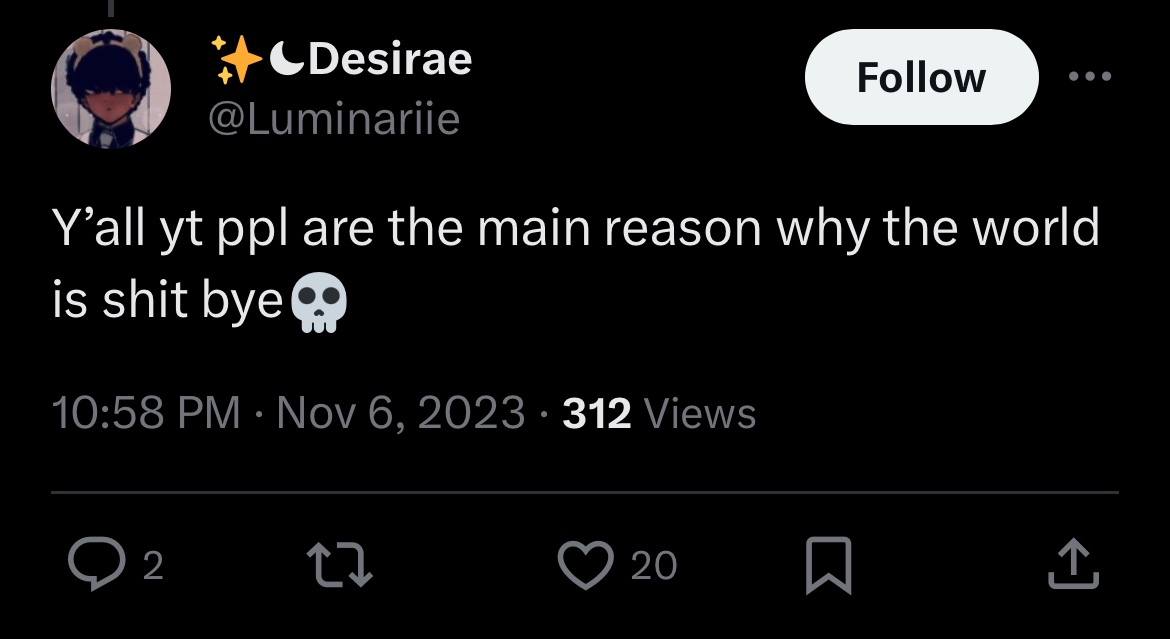 ✨🌙Desirae
@Luminariie
Follow
Y’all yt ppl are the main reason why the world
is shit bye💀
10:58 PM · Nov 6, 2023 · 312 Views
2
20